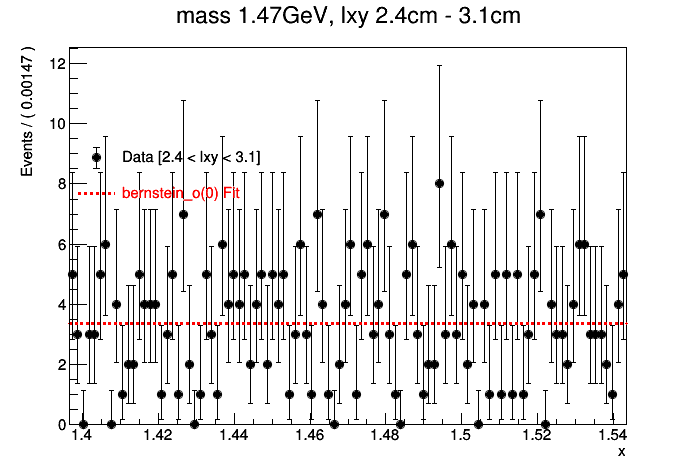 mass 1.47GeV, lxy 2.4cm - 3.1cm
Events / ( 0.00147 )
12
10
8
6
4
2
0
Data [2.4 < lxy < 3.1]
bernstein_o(0) Fit
1.4 1.42 1.44 1.46 1.48 1.5 1.52 1.54
x